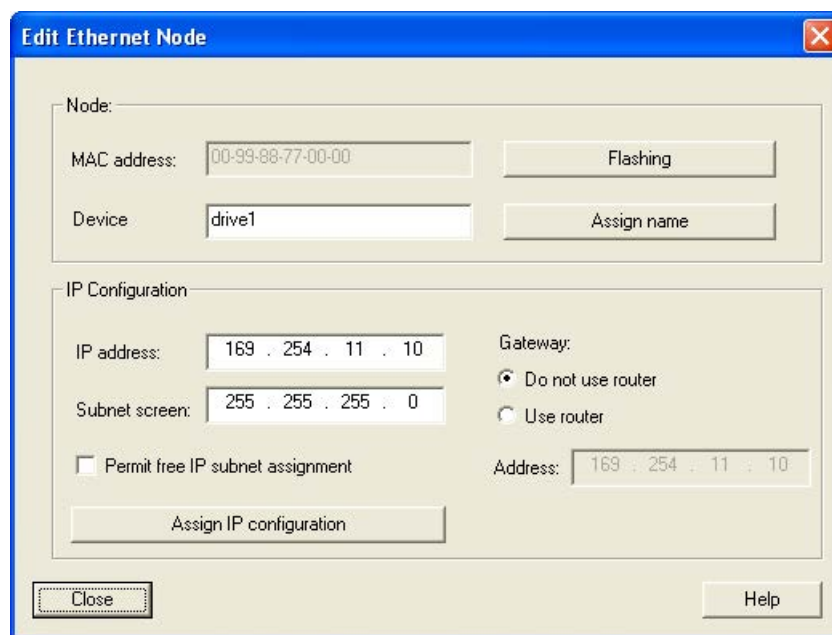 Edit Ethernet Node
Node:
MAC address: 00-99-88-77-00-00 Flashing
Device drive1 Assign name
IP Configuration
IP address: 169 . 254 . 11 . 10 Gateway:
Do not use router
Subnet screen: 255 . 255 . 255 . 0
Use router
Permit free IP subnet assignment Address: 169 . 254 . 11 . 10
Assign IP configuration
Close Help